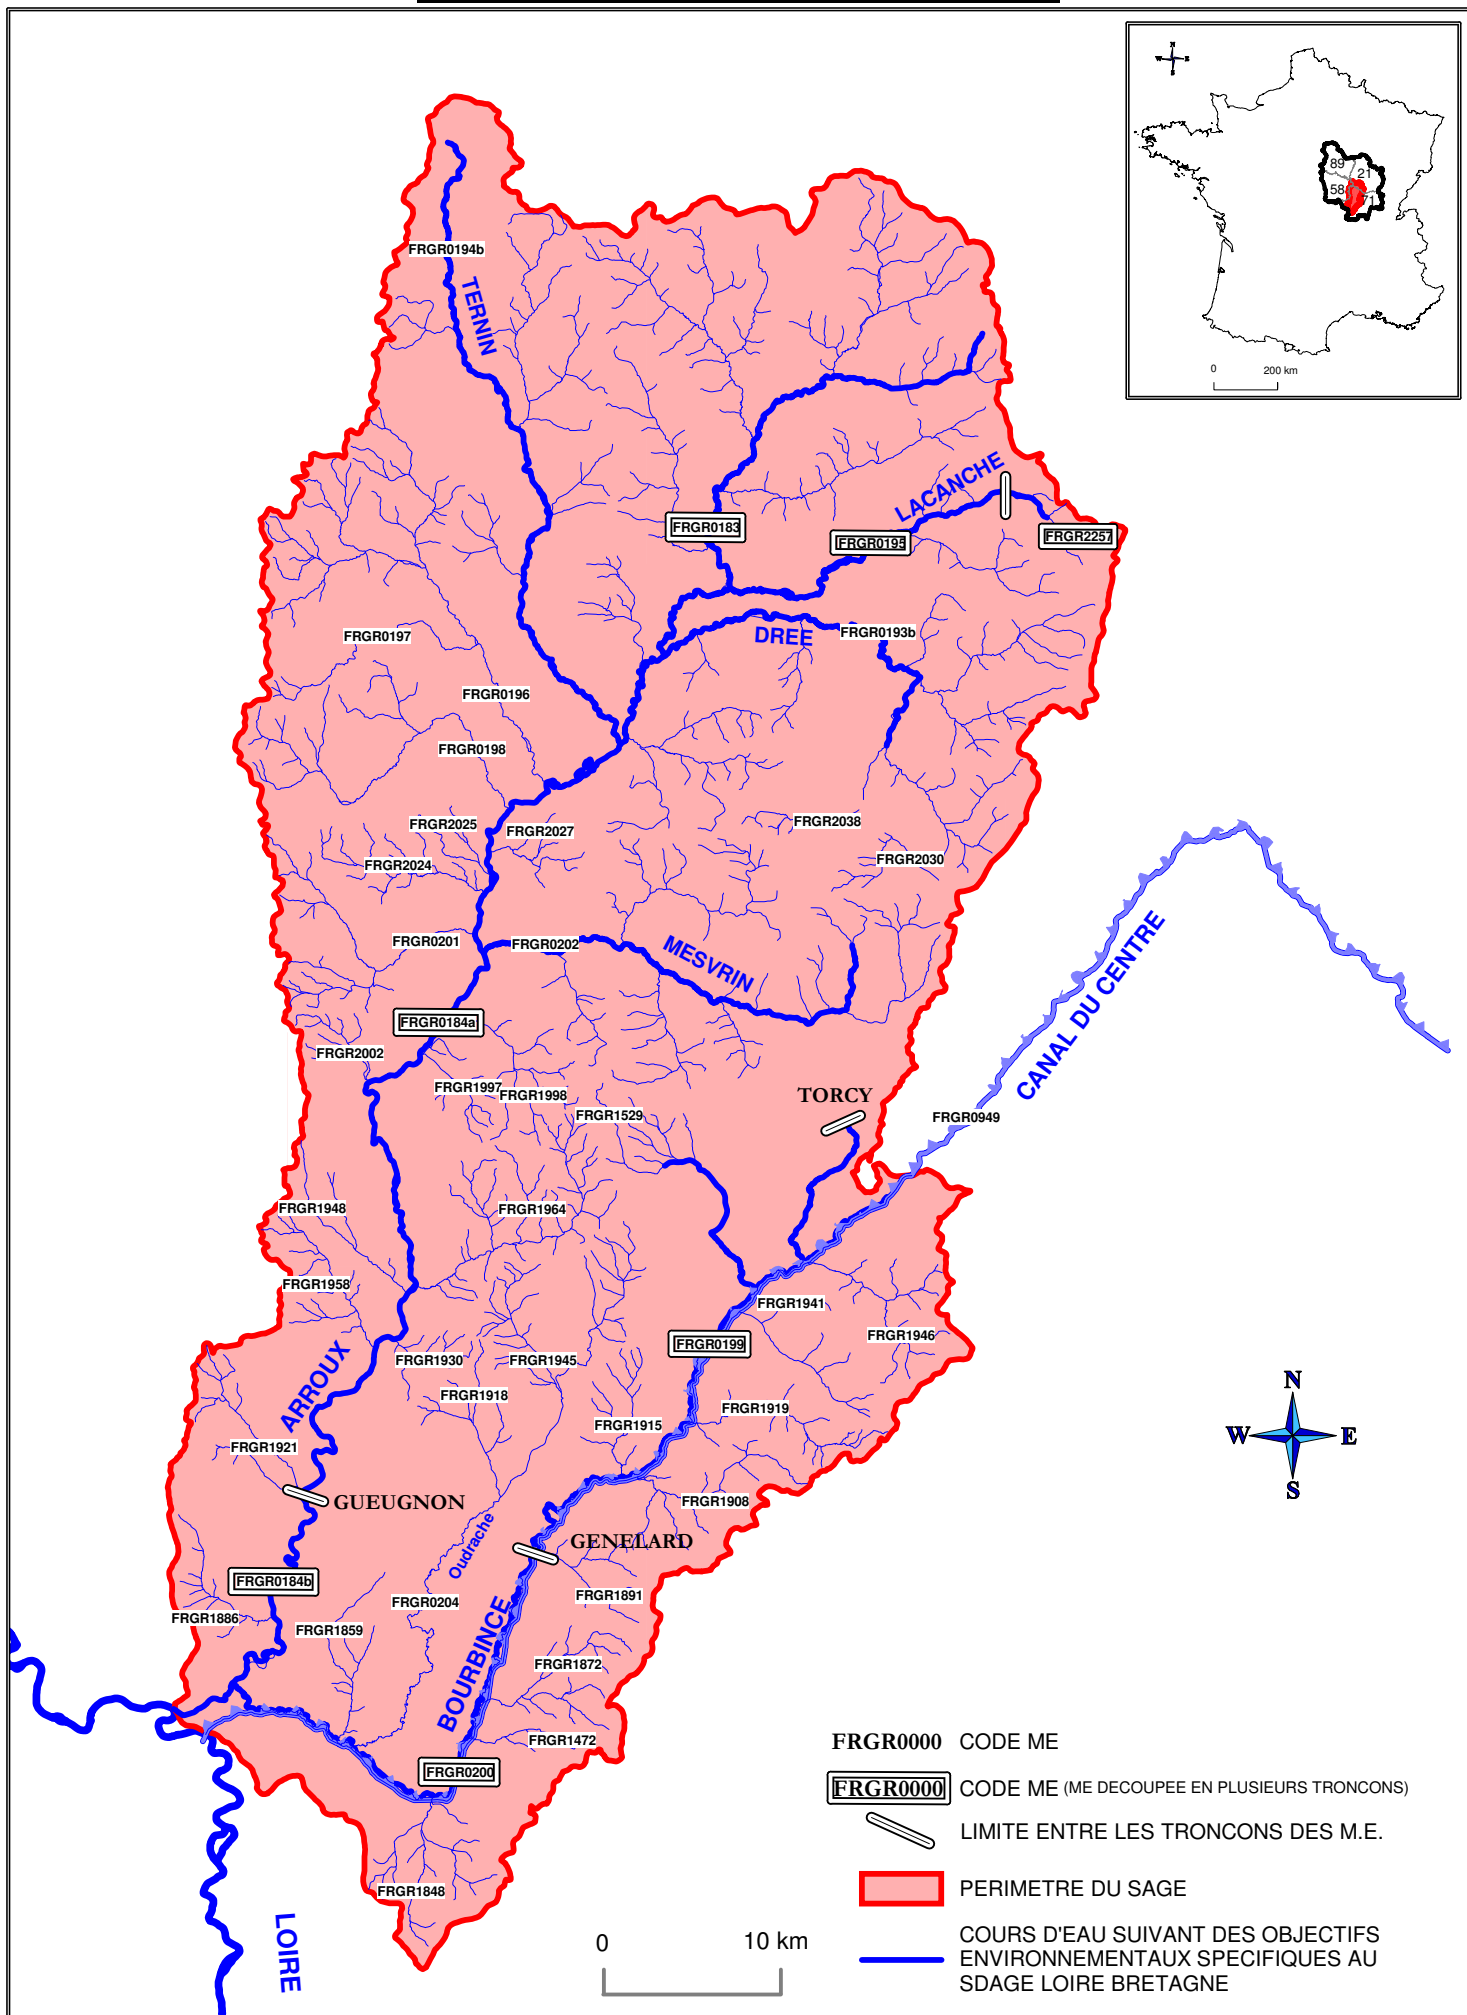 N
W E
S
89
21
58
71
0 200 km
FRGR0194b
TERNIN
LACANCHE
FRGR0183
FRGR0195
FRGR2257
DREE
FRGR0193b
FRGR0197
FRGR0196
FRGR0198
FRGR2025
FRGR2027
FRGR2038
FRGR2024
FRGR2030
FRGR0201
FRGR0202
MESVRIN
CANAL DU CENTRE
FRGR0184a
FRGR2002
FRGR1997
FRGR1998
FRGR1529
TORCY
FRGR0949
FRGR1948
FRGR1964
FRGR1958
FRGR1941
FRGR1946
FRGR0199
ARROUX
FRGR1930
FRGR1945
FRGR1918
FRGR1919
FRGR1915
FRGR1921
GUEUGNON
FRGR1908
Oudrache
GENELARD
FRGR0184b
FRGR0204
FRGR1891
FRGR1886
FRGR1859
BOURBINCE
FRGR1872
FRGR1472
FRGR0200
FRGR1848
LOIRE
N
W E
S
0 10 km
FRGR0000 CODE ME
FRGR0000 CODE ME (ME DECOUPEE EN PLUSIEURS TRONCONS)
LIMITE ENTRE LES TRONCONS DES M.E.
PERIMETRE DU SAGE
COURS D'EAU SUIVANT DES OBJECTIFS
ENVIRONNEMENTAUX SPECIFIQUES AU
SDAGE LOIRE BRETAGNE